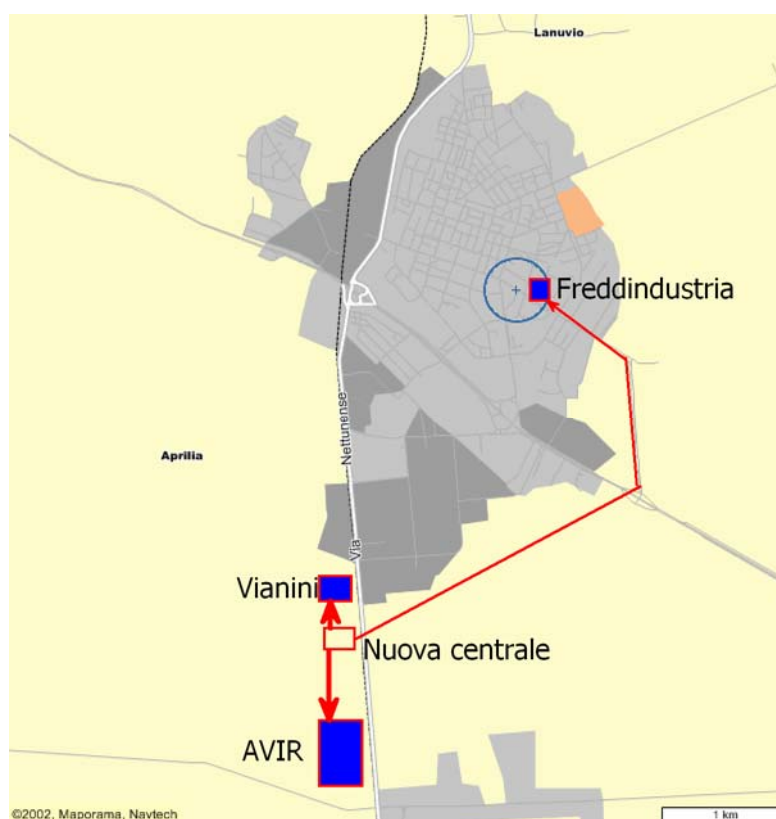 Lanuvio
Freddindustria
Nettunense
Aprilia
Via
Vianini
Nuova centrale
AVIR
©2002, Maporama, Navtech
1 km